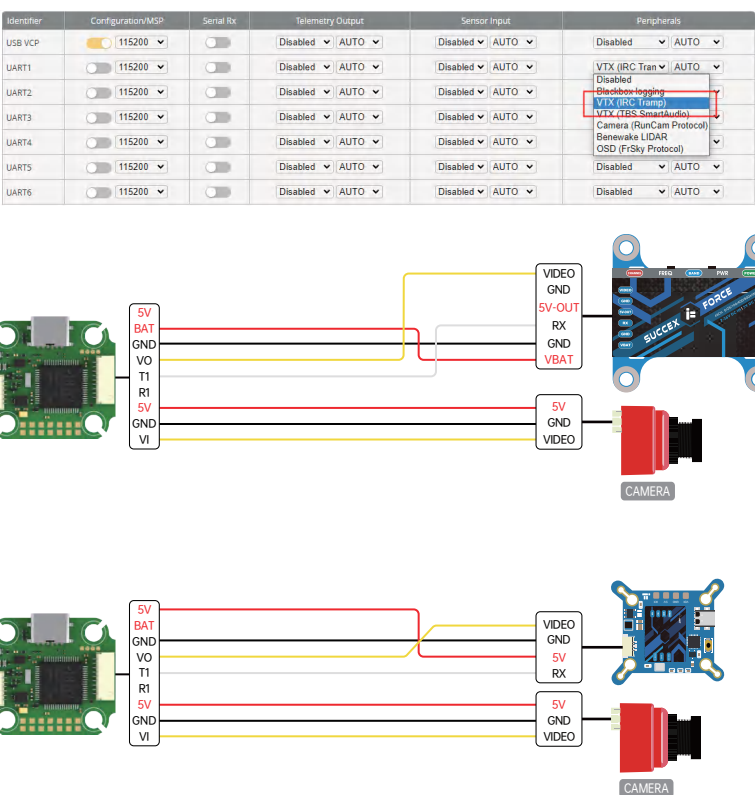 Identifier Configuration/MSP Serial Rx Telemetry Output Sensor Input Peripherals
USB VCP 115200 Disabled AUTO Disabled AUTO Disabled AUTO
UART1 115200 Disabled AUTO Disabled AUTO VTX (IRC Tran AUTO
Disabled
UART2 115200 Disabled AUTO Disabled AUTO Blackbox logging
VTX (IRC Tramp)
UART3 115200 Disabled AUTO Disabled AUTO VTX (TBS SmartAudio)
Camera (RunCam Protocol)
UART4 115200 Disabled AUTO Disabled AUTO Benewake LIDAR
OSD (FrSky Protocol)
UART5 115200 Disabled AUTO Disabled AUTO Disabled AUTO
UART6 115200 Disabled AUTO Disabled AUTO Disabled AUTO
5V
BAT
GND
VO
T1
R1
5V
GND
VI
VIDEO
GND
5V-OUT
RX
GND
VBAT
FREQ PWR
SUCCEX FORCE
5V
GND
VIDEO
CAMERA
5V
BAT
GND
VO
T1
R1
5V
GND
VI
VIDEO
GND
5V
RX
5V
GND
VIDEO
CAMERA